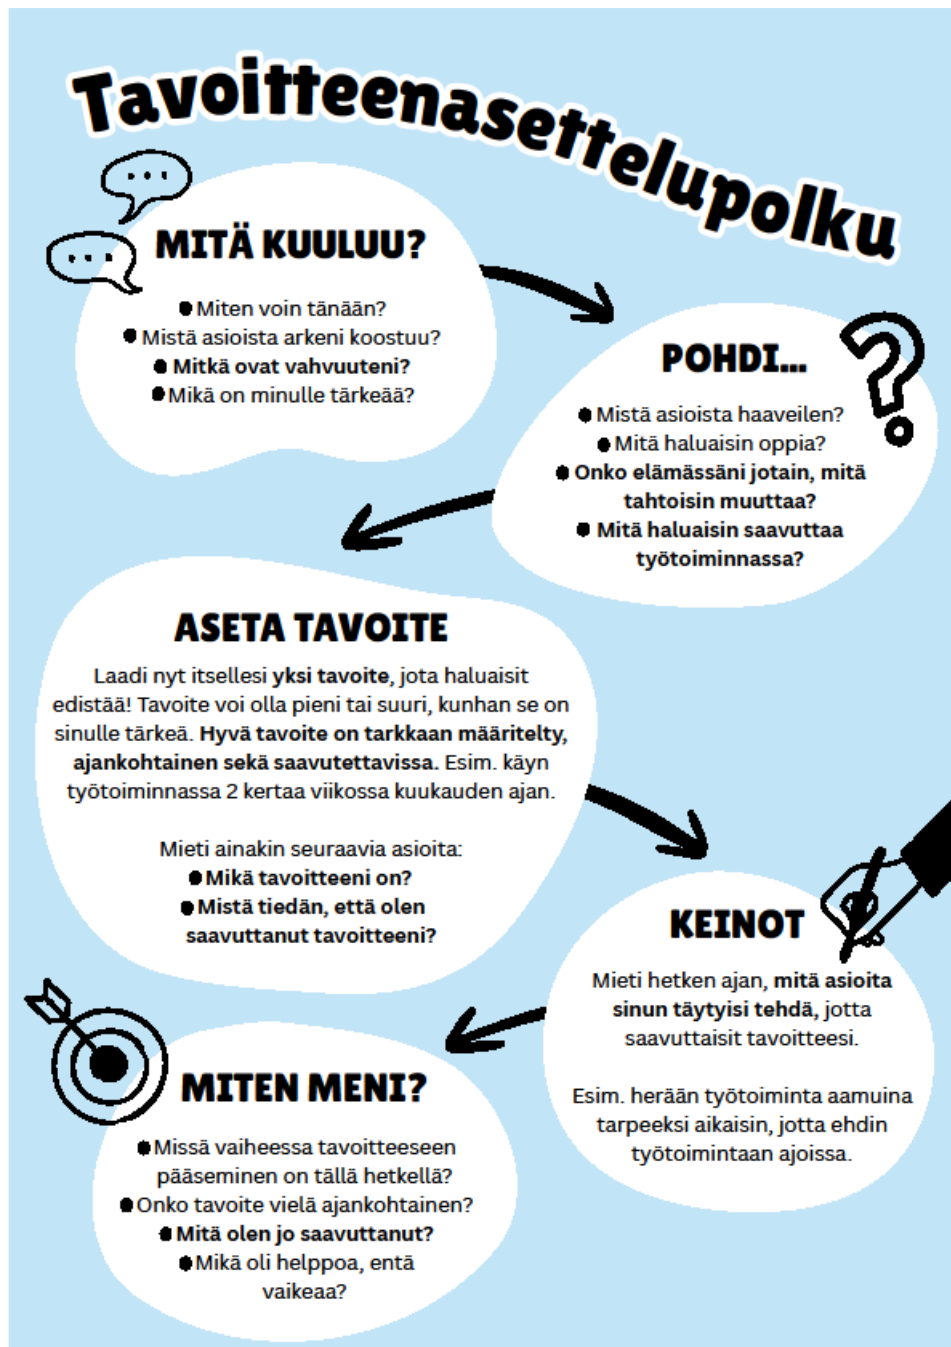 Tavoitteenasettelupolku
MITÄ KUULUU?
● Miten voin tänään?
● Mistä asioista arkeni koostuu?
● Mitkä ovat vahvuuteni?
● Mikä on minulle tärkeää?
POHDI...
● Mistä asioista haaveilen?
● Mitä haluaisin oppia?
● Onko elämässäni jotain, mitä
tahtoisin muuttaa?
● Mitä haluaisin saavuttaa
työtoiminnassa?
ASETA TAVOITE
Laadi nyt itsellesi yksi tavoite, jota haluaisit
edistää! Tavoite voi olla pieni tai suuri, kunhan se on
sinulle tärkeä. Hyvä tavoite on tarkkaan määritelty,
ajankohtainen sekä saavutettavissa. Esim. käyn
työtoiminnassa 2 kertaa viikossa kuukauden ajan.
Mieti ainakin seuraavia asioita:
● Mikä tavoitteeni on?
● Mistä tiedän, että olen
saavuttanut tavoitteeni?
KEINOT
Mieti hetken ajan, mitä asioita
sinun täytyisi tehdä, jotta
saavuttaisit tavoitteesi.
Esim. herään työtoiminta aamuina
tarpeeksi aikaisin, jotta ehdin
työtoimintaan ajoissa.
MITEN MENI?
● Missä vaiheessa tavoitteeseen
pääseminen on tällä hetkellä?
● Onko tavoite vielä ajankohtainen?
● Mitä olen jo saavuttanut?
● Mikä oli helppoa, entä
vaikeaa?